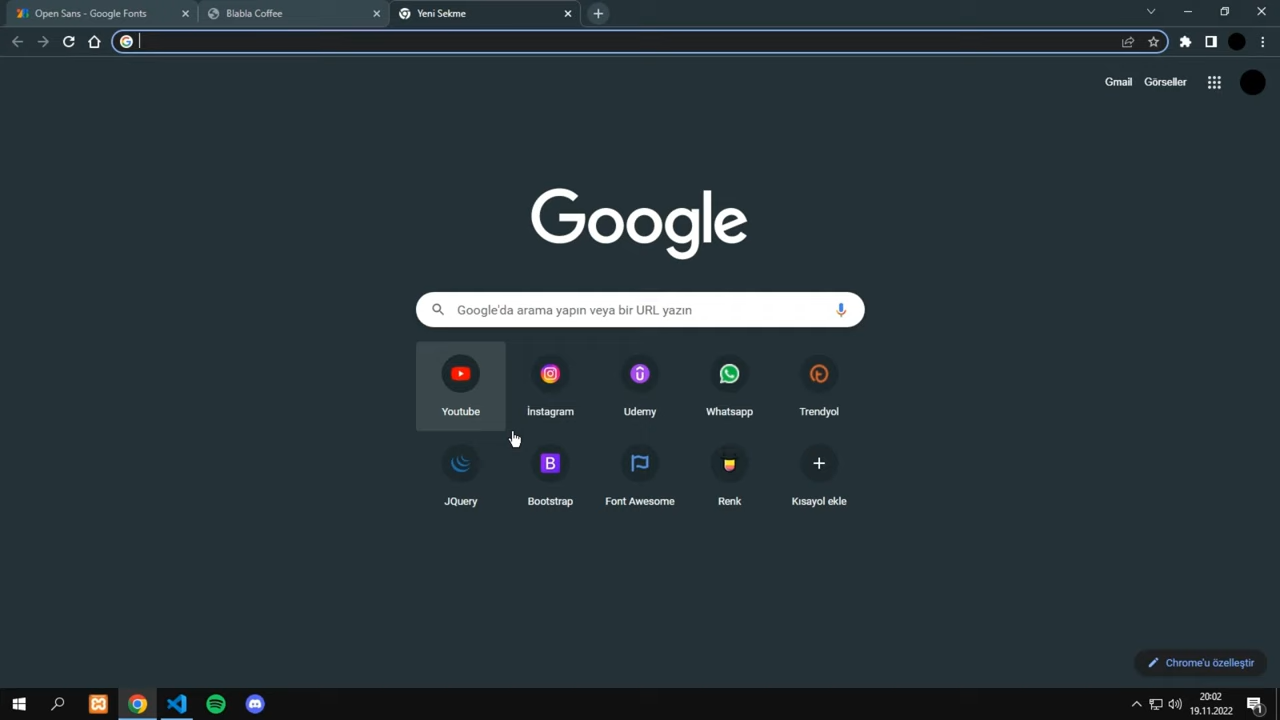 Open Sans - Google Fonts
Blabla Coffee
Yeni Sekme
Gmail
Görseller
Google
Google'da arama yapın veya bir URL yazın
Youtube
İnstagram
Udemy
Whatsapp
Trendyol
JQuery
Bootstrap
Font Awesome
Renk
Kısayol ekle
Chrome'u özelleştir
20:02
19.11.2022
1